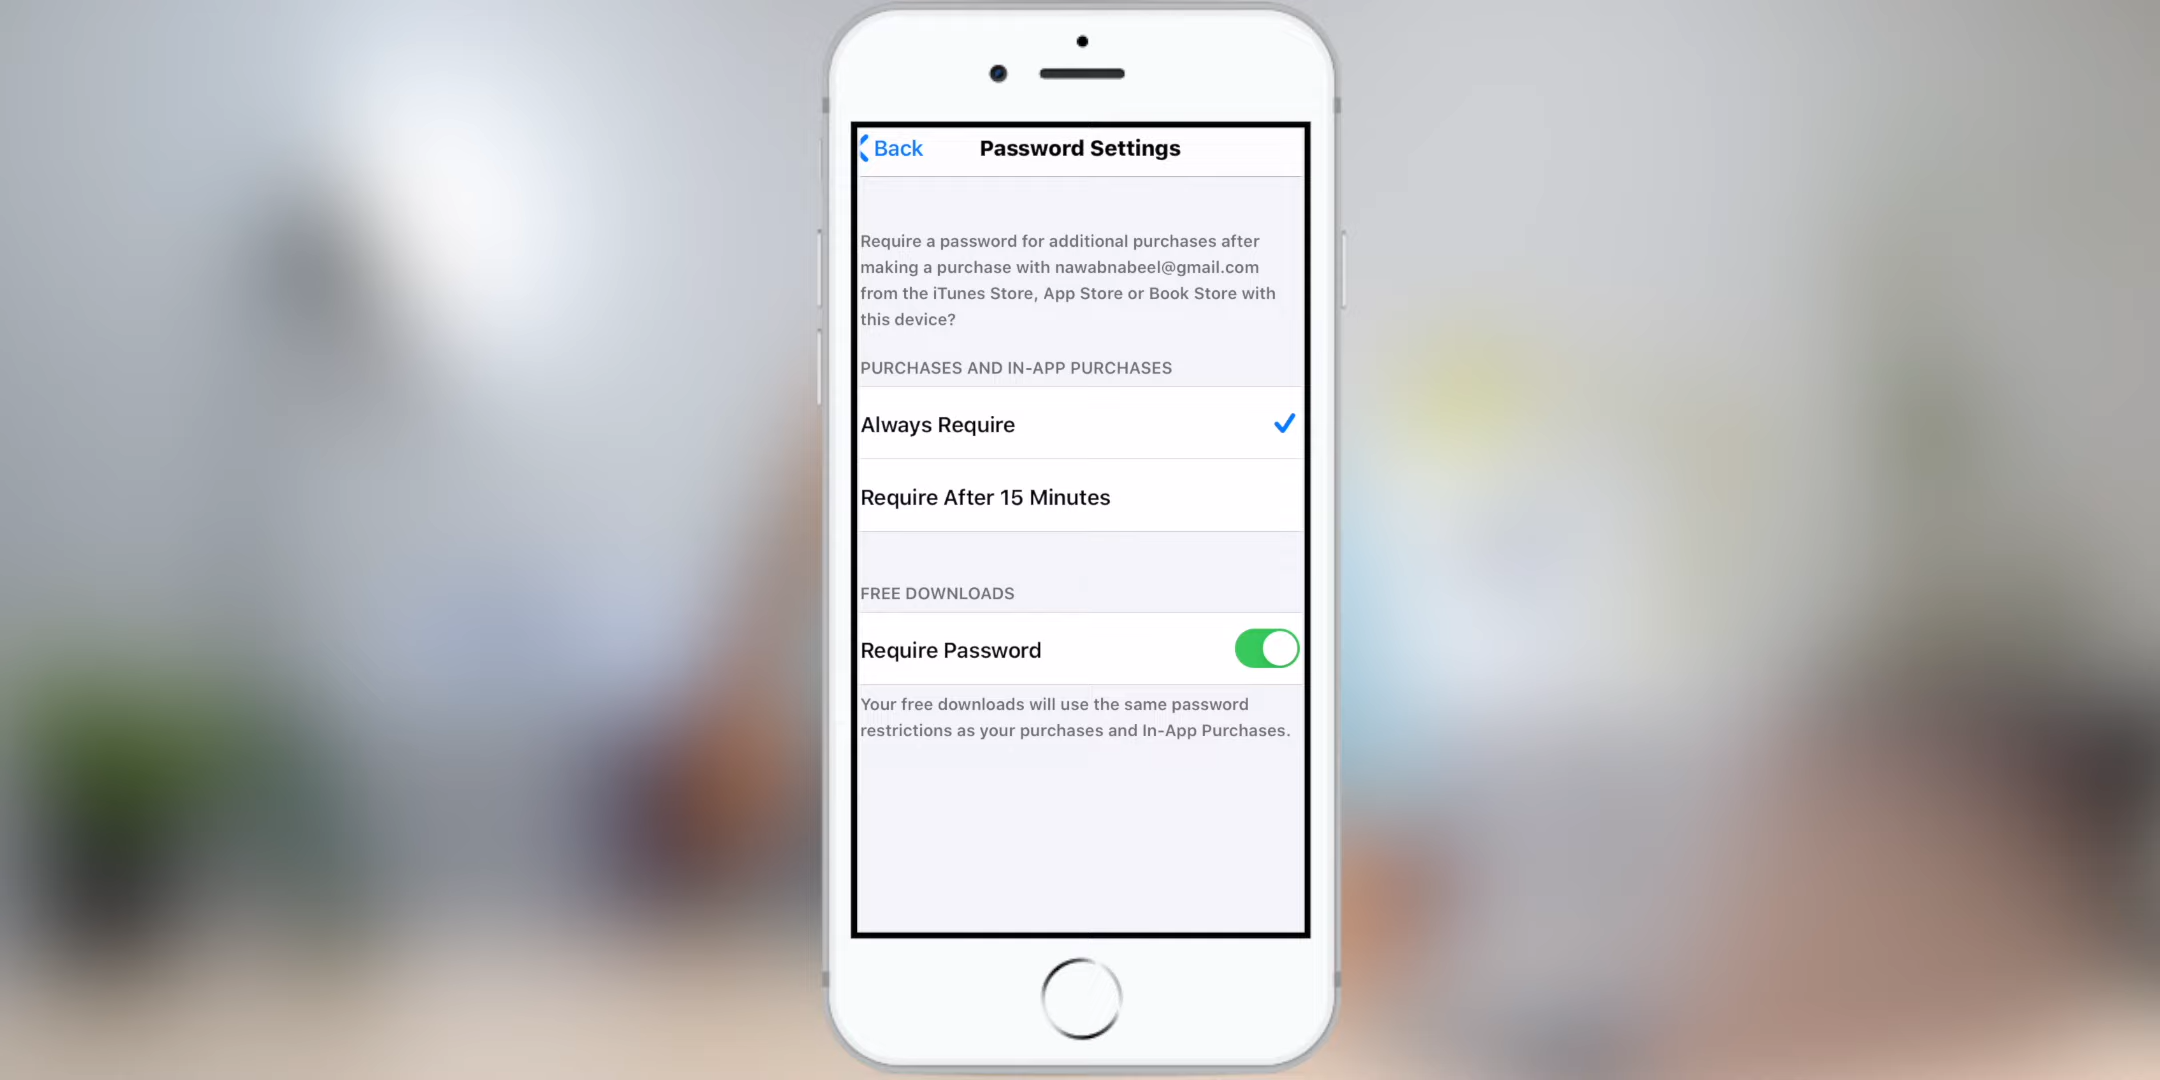 Back
Password Settings
Require a password for additional purchases after
making a purchase with nawabnabeel@gmail.com
from the iTunes Store, App Store or Book Store with
this device?
PURCHASES AND IN-APP PURCHASES
Always Require
Require After 15 Minutes
FREE DOWNLOADS
Require Password
Your free downloads will use the same password
restrictions as your purchases and In-App Purchases.